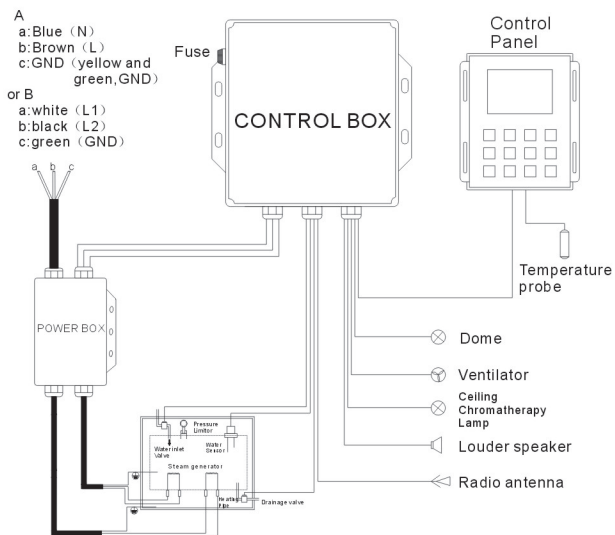 A
a:Blue（N）
b:Brown（L）
c:GND（yellow and
green,GND）
or B
a:white（L1）
b:black（L2）
c:green（GND）
a b c
Fuse
CONTROL BOX
Control
Panel
Temperature
probe
POWER BOX
Dome
Ventilator
Ceiling
Chromatherapy
Lamp
Louder speaker
Radio antenna
Pressure
Limitor
Water inlet
Valve
Water
Sensor
Steam generator
Heating
Pipe
Drainage valve